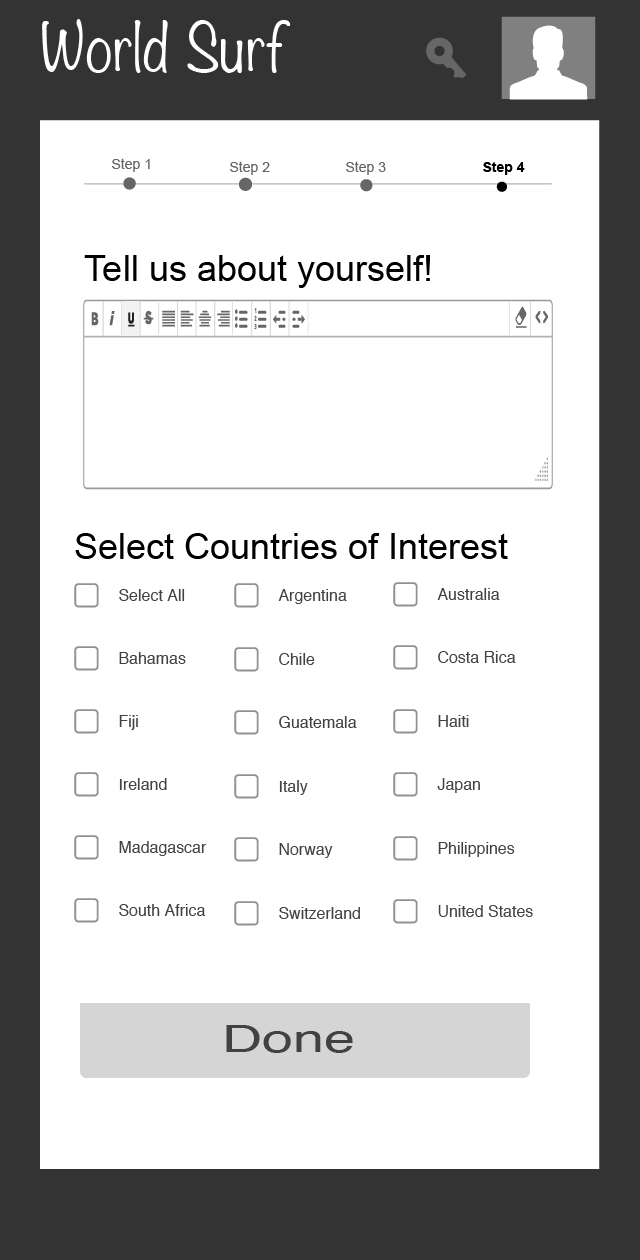 World Surf
Step 1 Step 2 Step 3 Step 4
Tell us about yourself!
B i U S
Select Countries of Interest
Select All Argentina Australia
Bahamas Chile Costa Rica
Fiji Guatemala Haiti
Ireland Italy Japan
Madagascar Norway Philippines
South Africa Switzerland United States
Done